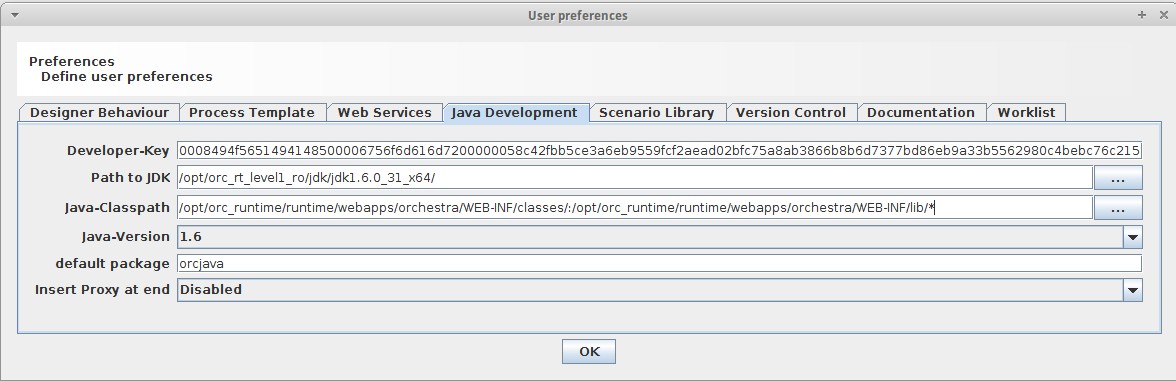 User preferences
Preferences
Define user preferences
Designer Behaviour Process Template Web Services Java Development Scenario Library Version Control Documentation Worklist
Developer-Key 0008494f5651494148500006756f6d616d7200000058c42fbb5ce3a6eb9559fcf2aead02bfc75a8ab3866b8b6d7377bd86eb9a33b5562980c4bebc76c215
Path to JDK /opt/orc_rt_level1_ro/jdk/jdk1.6.0_31_x64/ ...
Java-Classpath /opt/orc_runtime/runtime/webapps/orchestra/WEB-INF/classes/:/opt/orc_runtime/runtime/webapps/orchestra/WEB-INF/lib/* ...
Java-Version 1.6
default package orcjava
Insert Proxy at end Disabled
OK